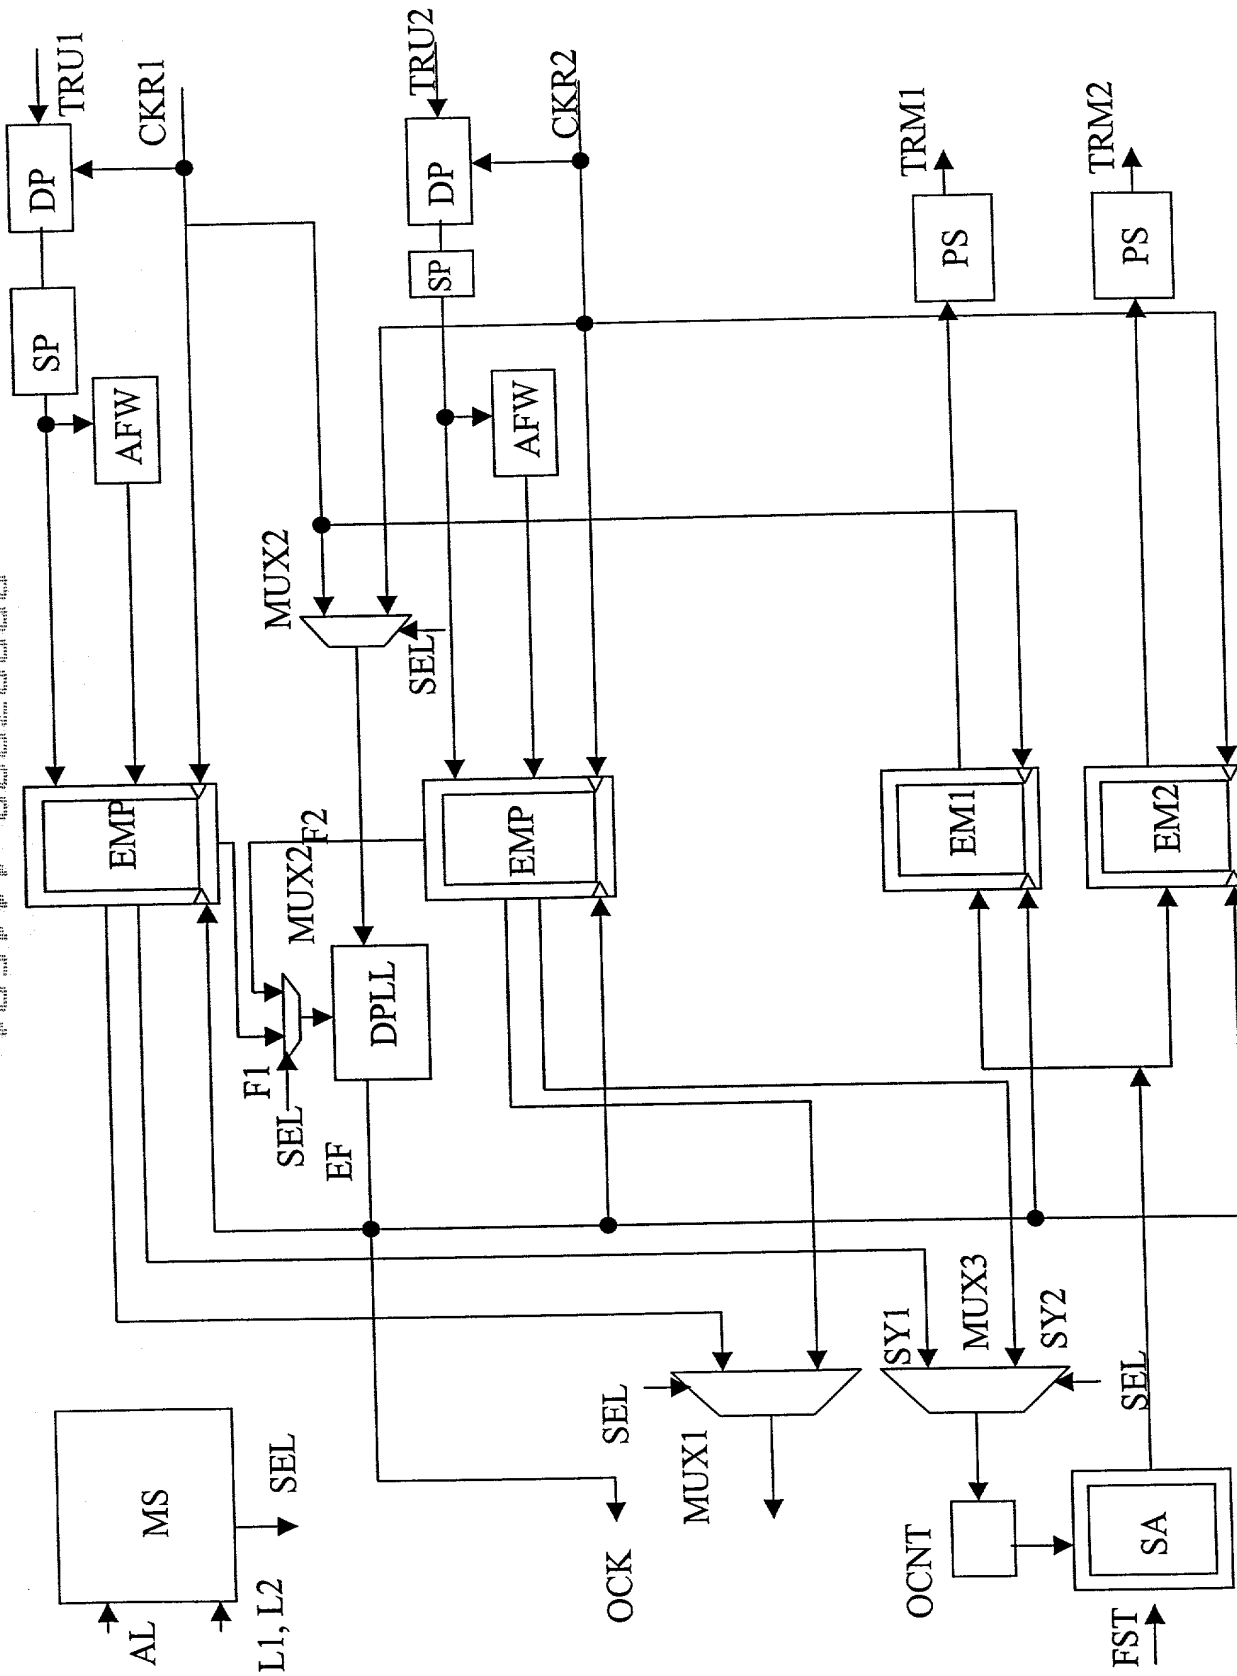 TRU1
DP
CKR1
SP
AFW
EMP
TRU2
DP
CKR2
SP
AFW
MUX2
SEL
EMP
F2
MUX2
F1
SEL
DPLL
EF
TRM1
PS
TRM2
PS
EM1
EM2
MS
AL
L1, L2
SEL
OCK
SEL
MUX1
SY1
MUX3
SY2
SEL
OCNT
SA
FST